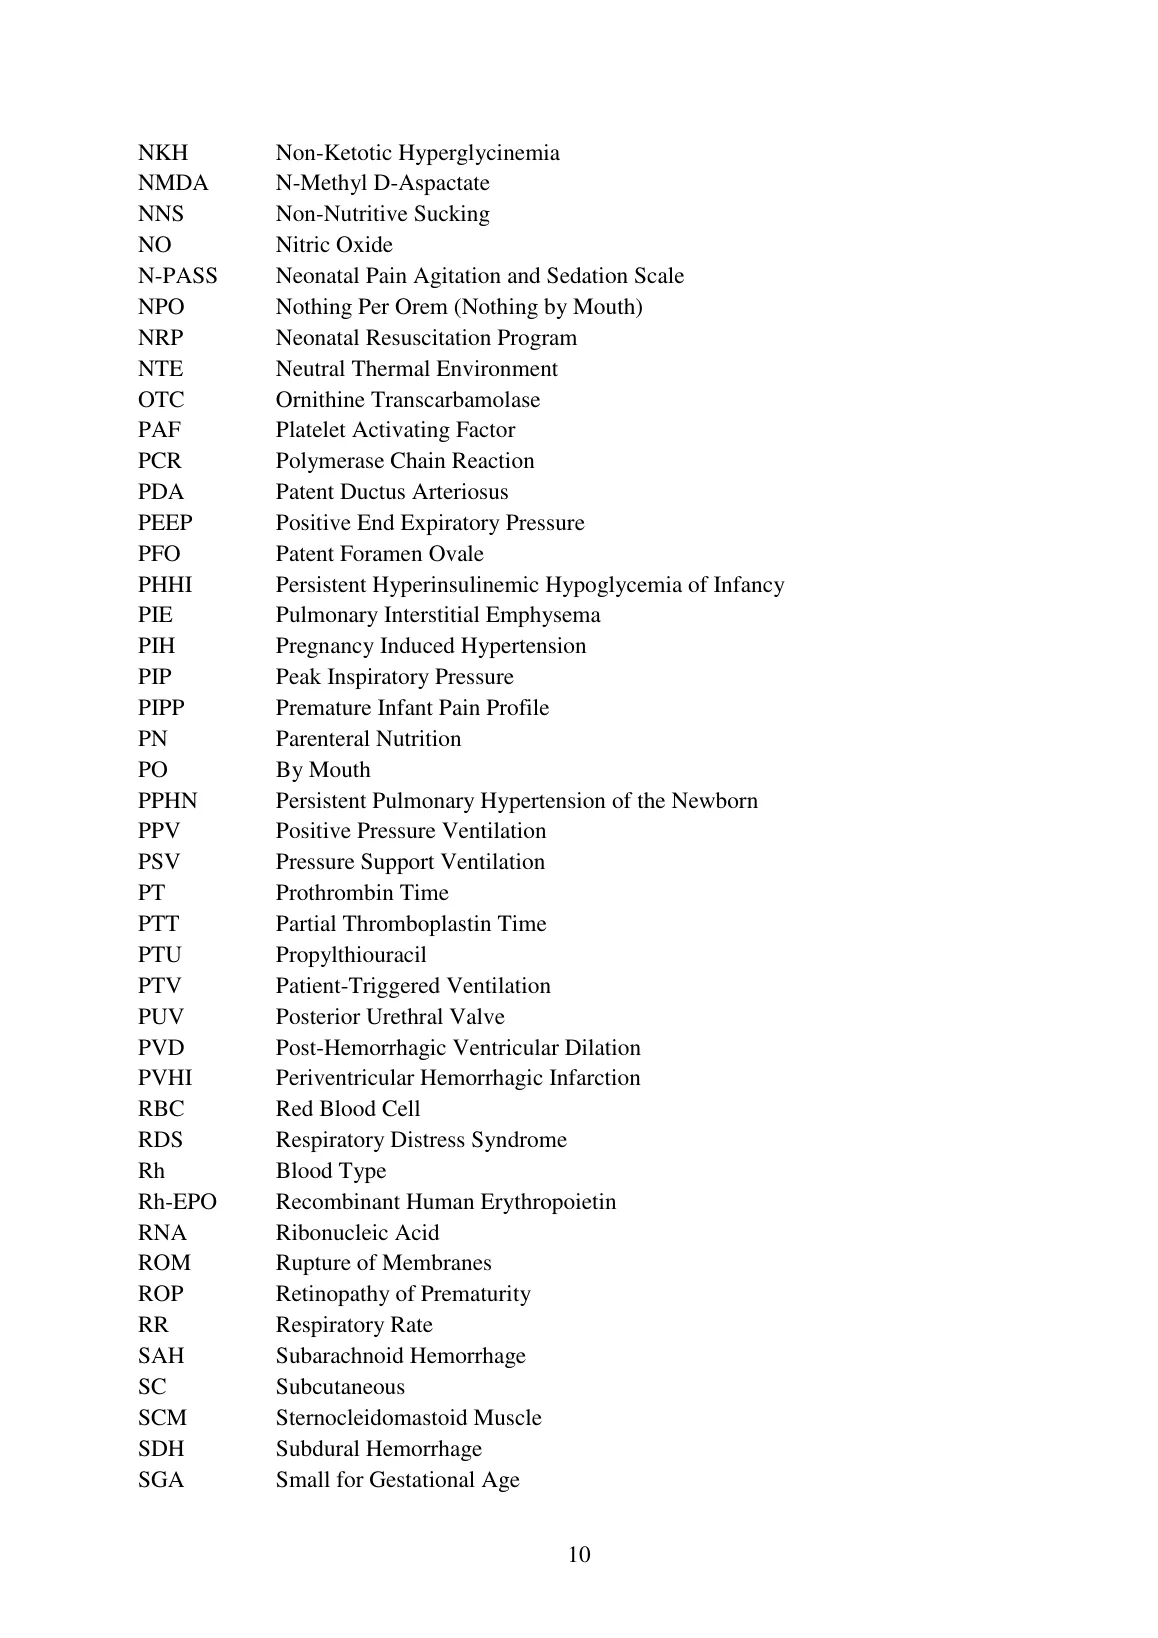 NKH Non-Ketotic Hyperglycinemia
NMDA N-Methyl D-Aspactate
NNS Non-Nutritive Sucking
NO Nitric Oxide
N-PASS Neonatal Pain Agitation and Sedation Scale
NPO Nothing Per Orem (Nothing by Mouth)
NRP Neonatal Resuscitation Program
NTE Neutral Thermal Environment
OTC Ornithine Transcarbamolase
PAF Platelet Activating Factor
PCR Polymerase Chain Reaction
PDA Patent Ductus Arteriosus
PEEP Positive End Expiratory Pressure
PFO Patent Foramen Ovale
PHHI Persistent Hyperinsulinemic Hypoglycemia of Infancy
PIE Pulmonary Interstitial Emphysema
PIH Pregnancy Induced Hypertension
PIP Peak Inspiratory Pressure
PIPP Premature Infant Pain Profile
PN Parenteral Nutrition
PO By Mouth
PPHN Persistent Pulmonary Hypertension of the Newborn
PPV Positive Pressure Ventilation
PSV Pressure Support Ventilation
PT Prothrombin Time
PTT Partial Thromboplastin Time
PTU Propylthiouracil
PTV Patient-Triggered Ventilation
PUV Posterior Urethral Valve
PVD Post-Hemorrhagic Ventricular Dilation
PVHI Periventricular Hemorrhagic Infarction
RBC Red Blood Cell
RDS Respiratory Distress Syndrome
Rh Blood Type
Rh-EPO Recombinant Human Erythropoietin
RNA Ribonucleic Acid
ROM Rupture of Membranes
ROP Retinopathy of Prematurity
RR Respiratory Rate
SAH Subarachnoid Hemorrhage
SC Subcutaneous
SCM Sternocleidomastoid Muscle
SDH Subdural Hemorrhage
SGA Small for Gestational Age
10